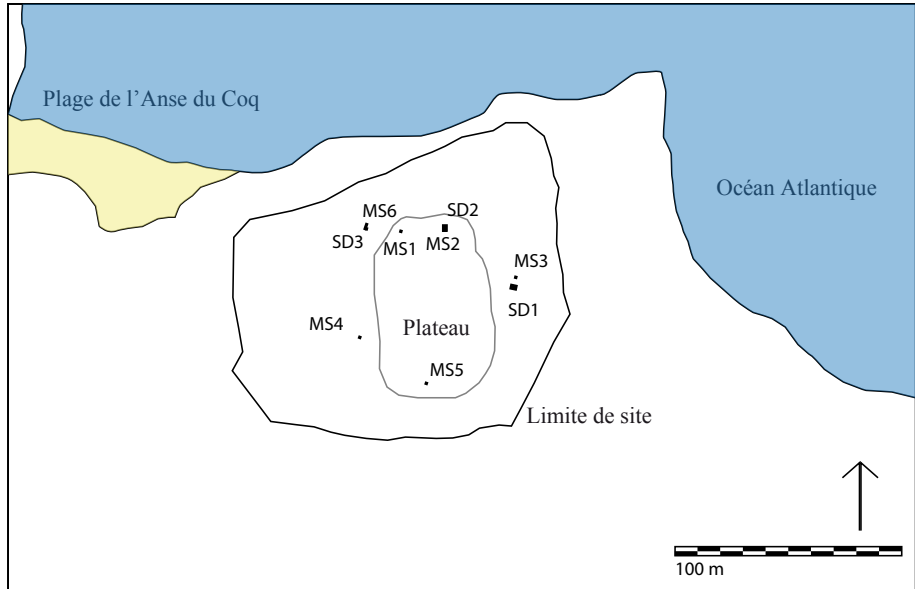 Plage de l’Anse du Coq
Océan Atlantique
MS6
SD2
SD3
MS1
MS2
MS3
SD1
MS4
Plateau
MS5
Limite de site
100 m